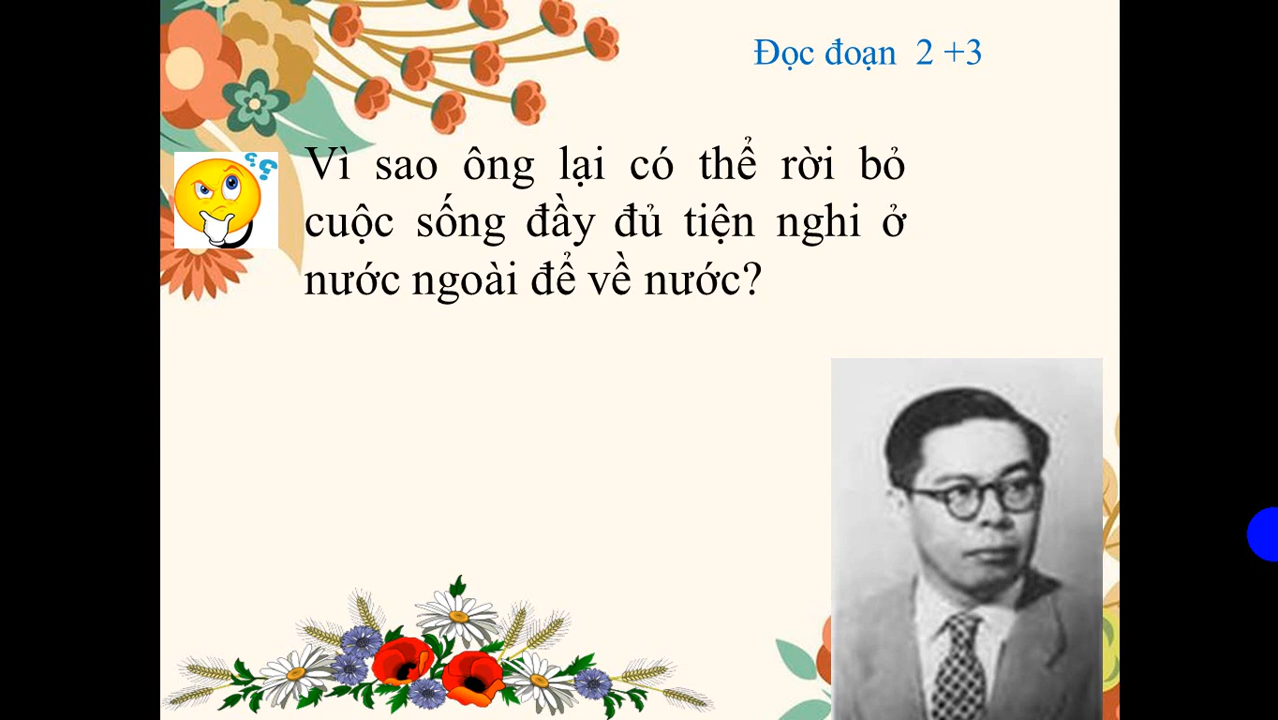 Đọc đoạn 2 +3
Vì sao ông lại có thể rời bỏ
cuộc sống đầy đủ tiện nghi ở
nước ngoài để về nước?